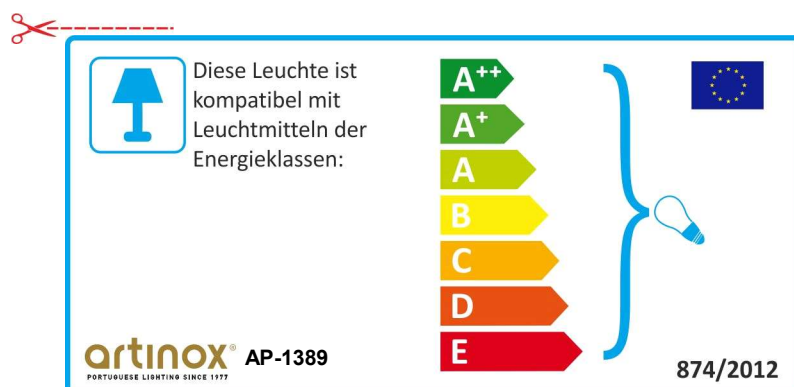 Diese Leuchte ist
kompatibel mit
Leuchtmitteln der
Energieklassen:
A++
A+
A
B
C
D
E
artinox® AP-1389
PORTUGUESE LIGHTING SINCE 1977
874/2012